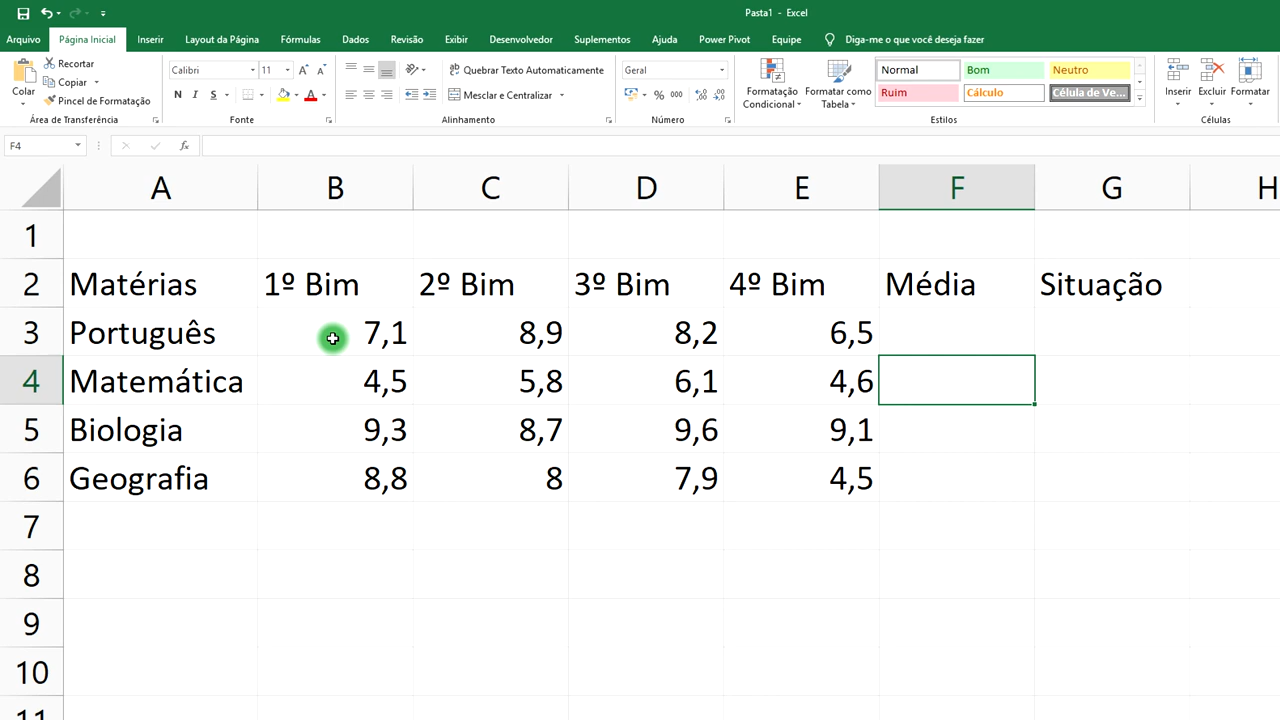 Pasta1 - Excel
Arquivo Página Inicial Inserir Layout da Página Fórmulas Dados Revisão Exibir Desenvolvedor Suplementos Ajuda Power Pivot Equipe Diga-me o que você deseja fazer
Colar Recortar Copiar Pincel de Formatação
Área de Transferência
Calibri 11
N I S
Fonte
Quebrar Texto Automaticamente
Mesclar e Centralizar
Alinhamento
Geral
% 000
Número
Formatação Condicional
Formatar como Tabela
Normal Bom Neutro
Ruim Cálculo Célula de Ve...
Estilos
Inserir Excluir Formatar
Células
F4 fx
A B C D E F G H
1
2 Matérias 1º Bim 2º Bim 3º Bim 4º Bim Média Situação
3 Português 7,1 8,9 8,2 6,5
4 Matemática 4,5 5,8 6,1 4,6
5 Biologia 9,3 8,7 9,6 9,1
6 Geografia 8,8 8 7,9 4,5
7
8
9
10
11